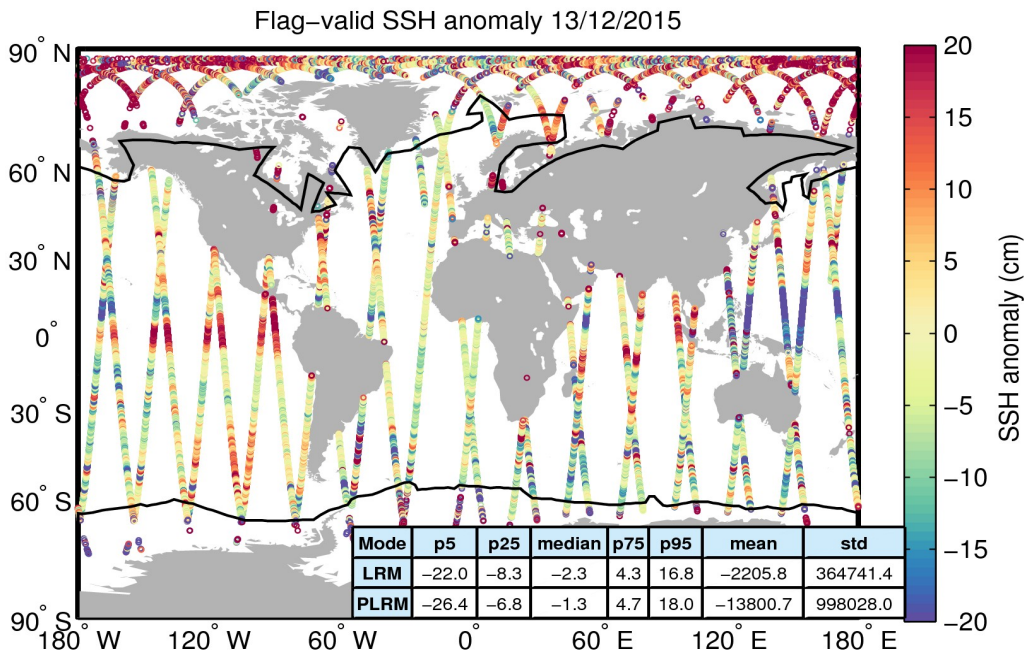 Flag−valid SSH anomaly 13/12/2015
90° N
60° N
30° N
0°
30° S
60° S
90° S
180° W 120° W 60° W 0° 60° E 120° E 180° E
Mode p5 p25 median p75 p95 mean std
LRM −22.0 −8.3 −2.3 4.3 16.8 −2205.8 364741.4
PLRM −26.4 −6.8 −1.3 4.7 18.0 −13800.7 998028.0
20
15
10
5
0
−5
−10
−15
−20
SSH anomaly (cm)